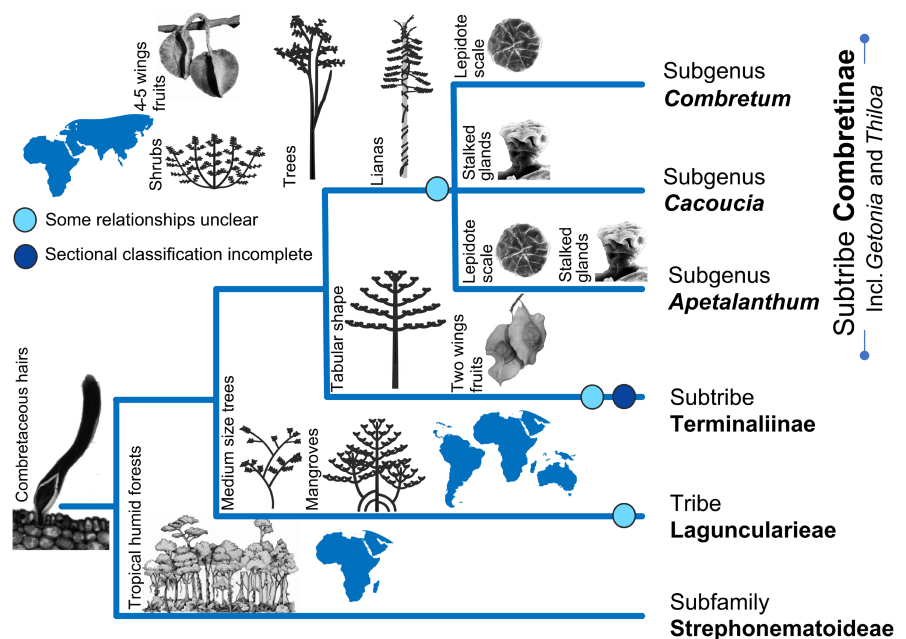 4-5 wings
fruits
Shrubs
Trees
Lianas
Lepidote
scale
Subgenus
Combretum
Stalked
glands
Subgenus
Cacoucia
Lepidote
scale
Stalked
glands
Subgenus
Apetalanthum
Subtribe Combretinae
Incl. Getonia and Thiloa
Some relationships unclear
Sectional classification incomplete
Tabular shape
Two wings
fruits
Subtribe
Terminaliinae
Combretaceous hairs
Medium size trees
Mangroves
Tribe
Laguncularieae
Tropical humid forests
Subfamily
Strephonematoideae